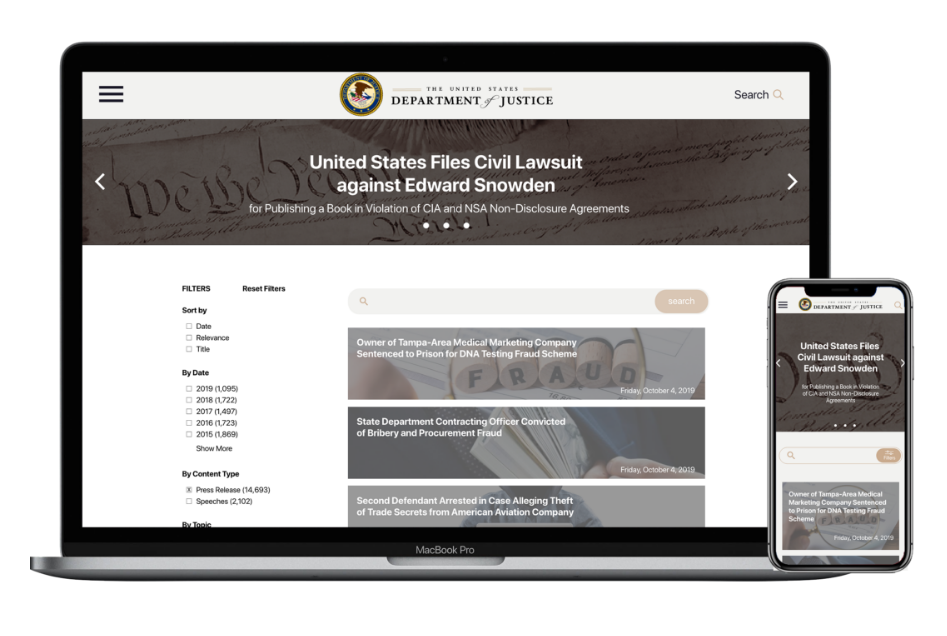 THE UNITED STATES
DEPARTMENT of JUSTICE
Search
We the Peo
Article 1
United States Files Civil Lawsuit
against Edward Snowden
for Publishing a Book in Violation of CIA and NSA Non-Disclosure Agreements
FILTERS
Reset Filters
Sort by
Date
Relevance
Title
By Date
2019 (1,095)
2018 (1,722)
2017 (1,497)
2016 (1,723)
2015 (1,869)
Show More
By Content Type
Press Release (14,693)
Speeches (2,102)
By Topic
search
Owner of Tampa-Area Medical Marketing Company
Sentenced to Prison for DNA Testing Fraud Scheme
FRAUD
Friday, October 4, 2019
State Department Contracting Officer Convicted
of Bribery and Procurement Fraud
Friday, October 4, 2019
Second Defendant Arrested in Case Alleging Theft
of Trade Secrets from American Aviation Company
MacBook Pro
THE UNITED STATES
DEPARTMENT of JUSTICE
United States Files
Civil Lawsuit against
Edward Snowden
for Publishing a Book in Violation
of CIA and NSA Non-Disclosure
Agreements
Filters
Owner of Tampa-Area Medical
Marketing Company Sentenced
to Prison for DNA Testing Fraud
Scheme
FRAUD
Friday, October 4, 2019